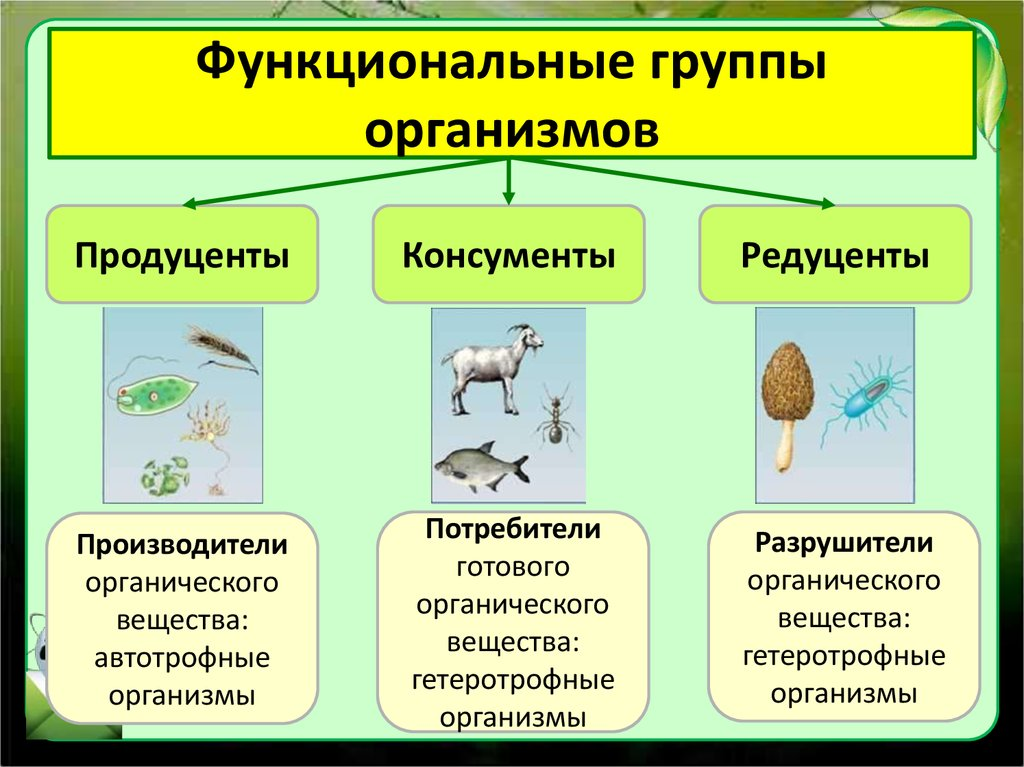 Функциональные группы
организмов
Продуценты
Консументы
Редуценты
Производители
органического
вещества:
автотрофные
организмы
Потребители
готового
органического
вещества:
гетеротрофные
организмы
Разрушители
органического
вещества:
гетеротрофные
организмы